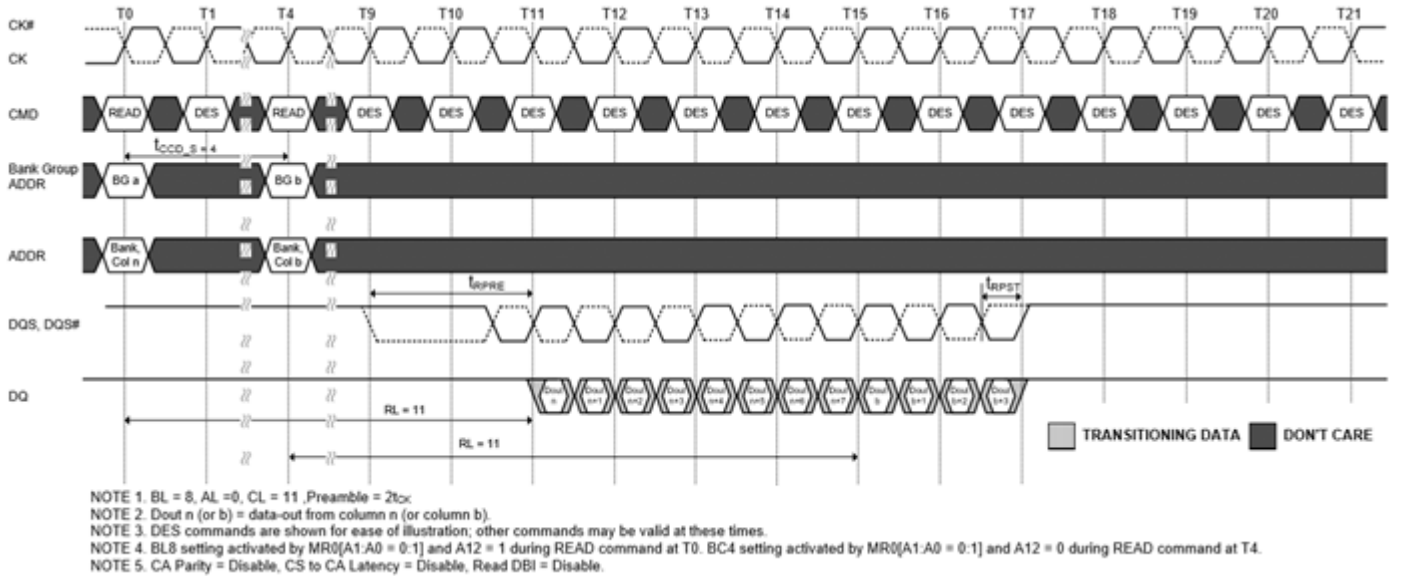 T0 T1 T4 T9 T10 T11 T12 T13 T14 T15 T16 T17 T18 T19 T20 T21
CK#
CK
CMD READ DES READ DES DES DES DES DES DES DES DES DES DES DES DES DES
tCCD_S = 4
Bank Group
ADDR
BG a BG b
ADDR
Bank, Col n
Bank, Col b
tRPRE tRPST
DQS, DQS#
DQ
Dout n Dout n+1 Dout n+2 Dout n+3 Dout n+4 Dout n+5 Dout n+6 Dout n+7 Dout b Dout b+1 Dout b+2 Dout b+3
RL = 11
RL = 11
TRANSITIONING DATA DON'T CARE
NOTE 1. BL = 8, AL =0, CL = 11 ,Preamble = 2tCK
NOTE 2. Dout n (or b) = data-out from column n (or column b).
NOTE 3. DES commands are shown for ease of illustration; other commands may be valid at these times.
NOTE 4. BL8 setting activated by MR0[A1:A0 = 0:1] and A12 = 1 during READ command at T0. BC4 setting activated by MR0[A1:A0 = 0:1] and A12 = 0 during READ command at T4.
NOTE 5. CA Parity = Disable, CS to CA Latency = Disable, Read DBI = Disable.